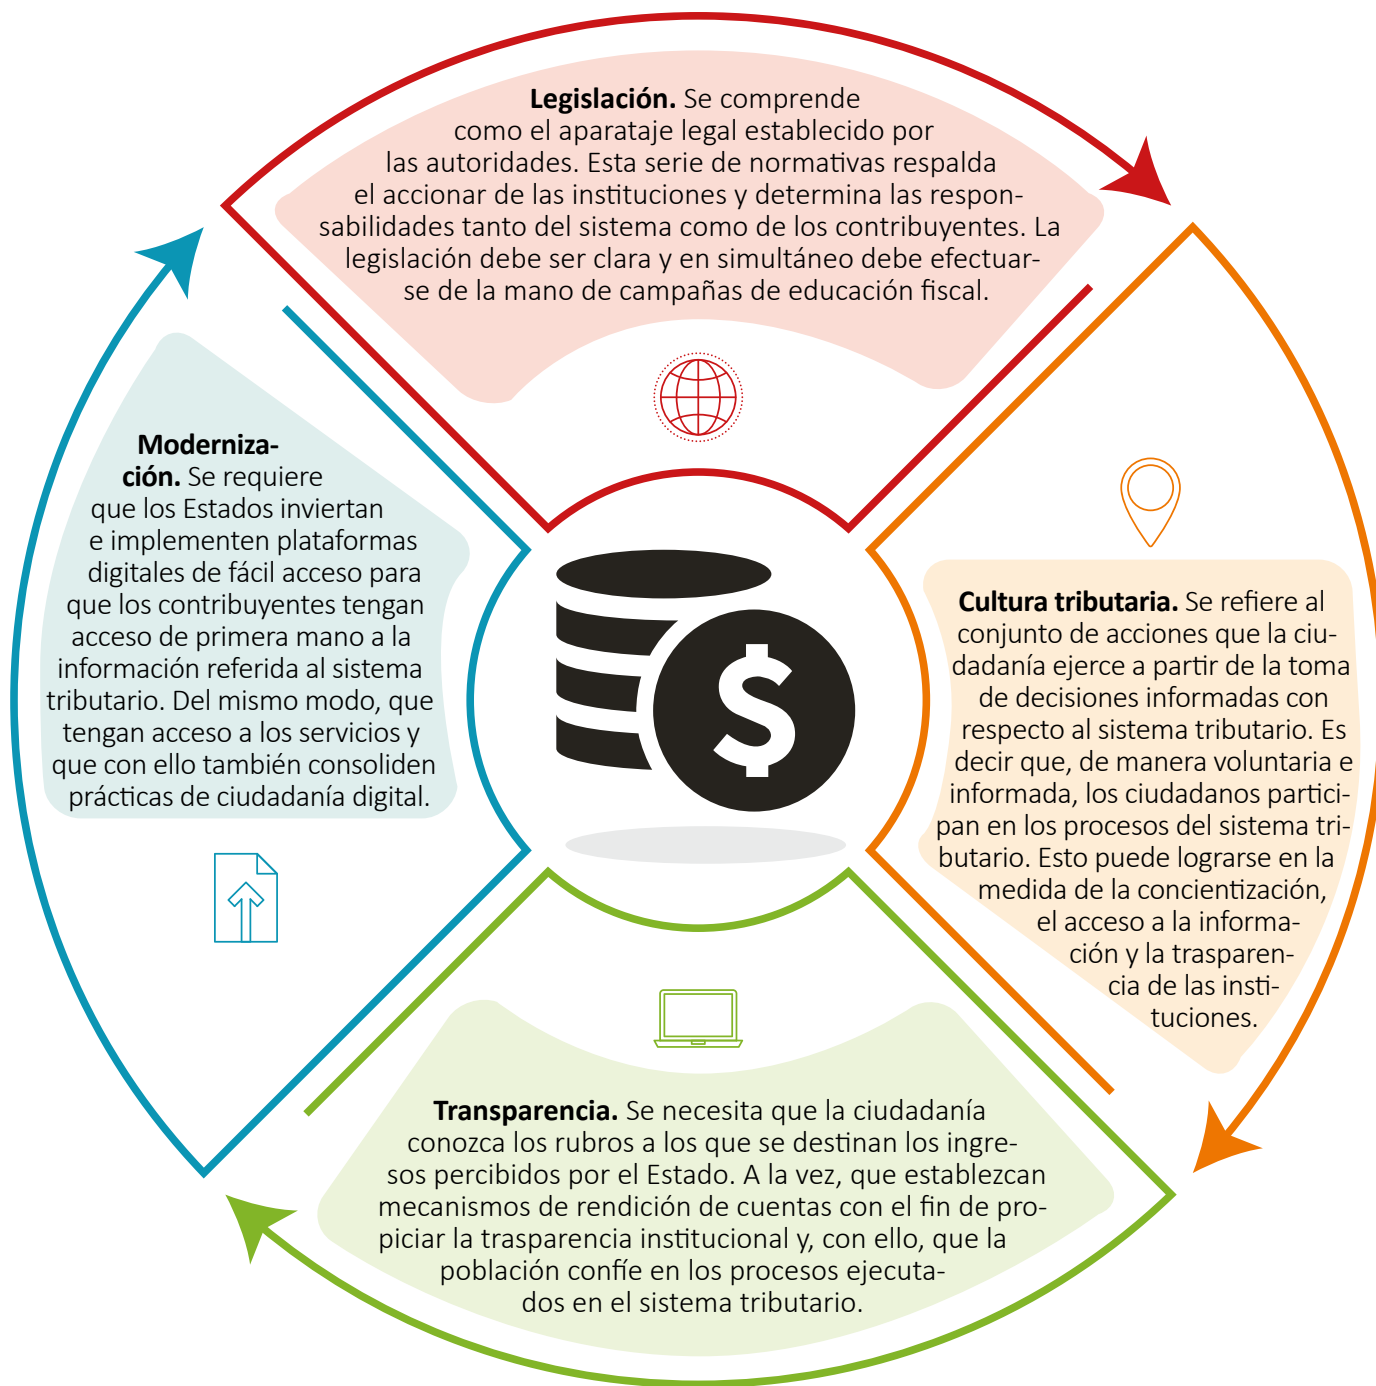 Legislación. Se comprende
como el aparataje legal establecido por
las autoridades. Esta serie de normativas respalda
el accionar de las instituciones y determina las respon-
sabilidades tanto del sistema como de los contribuyentes. La
legislación debe ser clara y en simultáneo debe efectuar-
se de la mano de campañas de educación fiscal.
Cultura tributaria. Se refiere al
conjunto de acciones que la ciu-
dadanía ejerce a partir de la toma
de decisiones informadas con
respecto al sistema tributario. Es
decir que, de manera voluntaria e
informada, los ciudadanos partici-
pan en los procesos del sistema tri-
butario. Esto puede lograrse en la
medida de la concientización,
el acceso a la informa-
ción y la trasparen-
cia de las insti-
tuciones.
Transparencia. Se necesita que la ciudadanía
conozca los rubros a los que se destinan los ingre-
sos percibidos por el Estado. A la vez, que establezcan
mecanismos de rendición de cuentas con el fin de pro-
piciar la trasparencia institucional y, con ello, que la
población confíe en los procesos ejecuta-
dos en el sistema tributario.
Moderniza-
ción. Se requiere
que los Estados inviertan
e implementen plataformas
digitales de fácil acceso para
que los contribuyentes tengan
acceso de primera mano a la
información referida al sistema
tributario. Del mismo modo, que
tengan acceso a los servicios y
que con ello también consoliden
prácticas de ciudadanía digital.
$